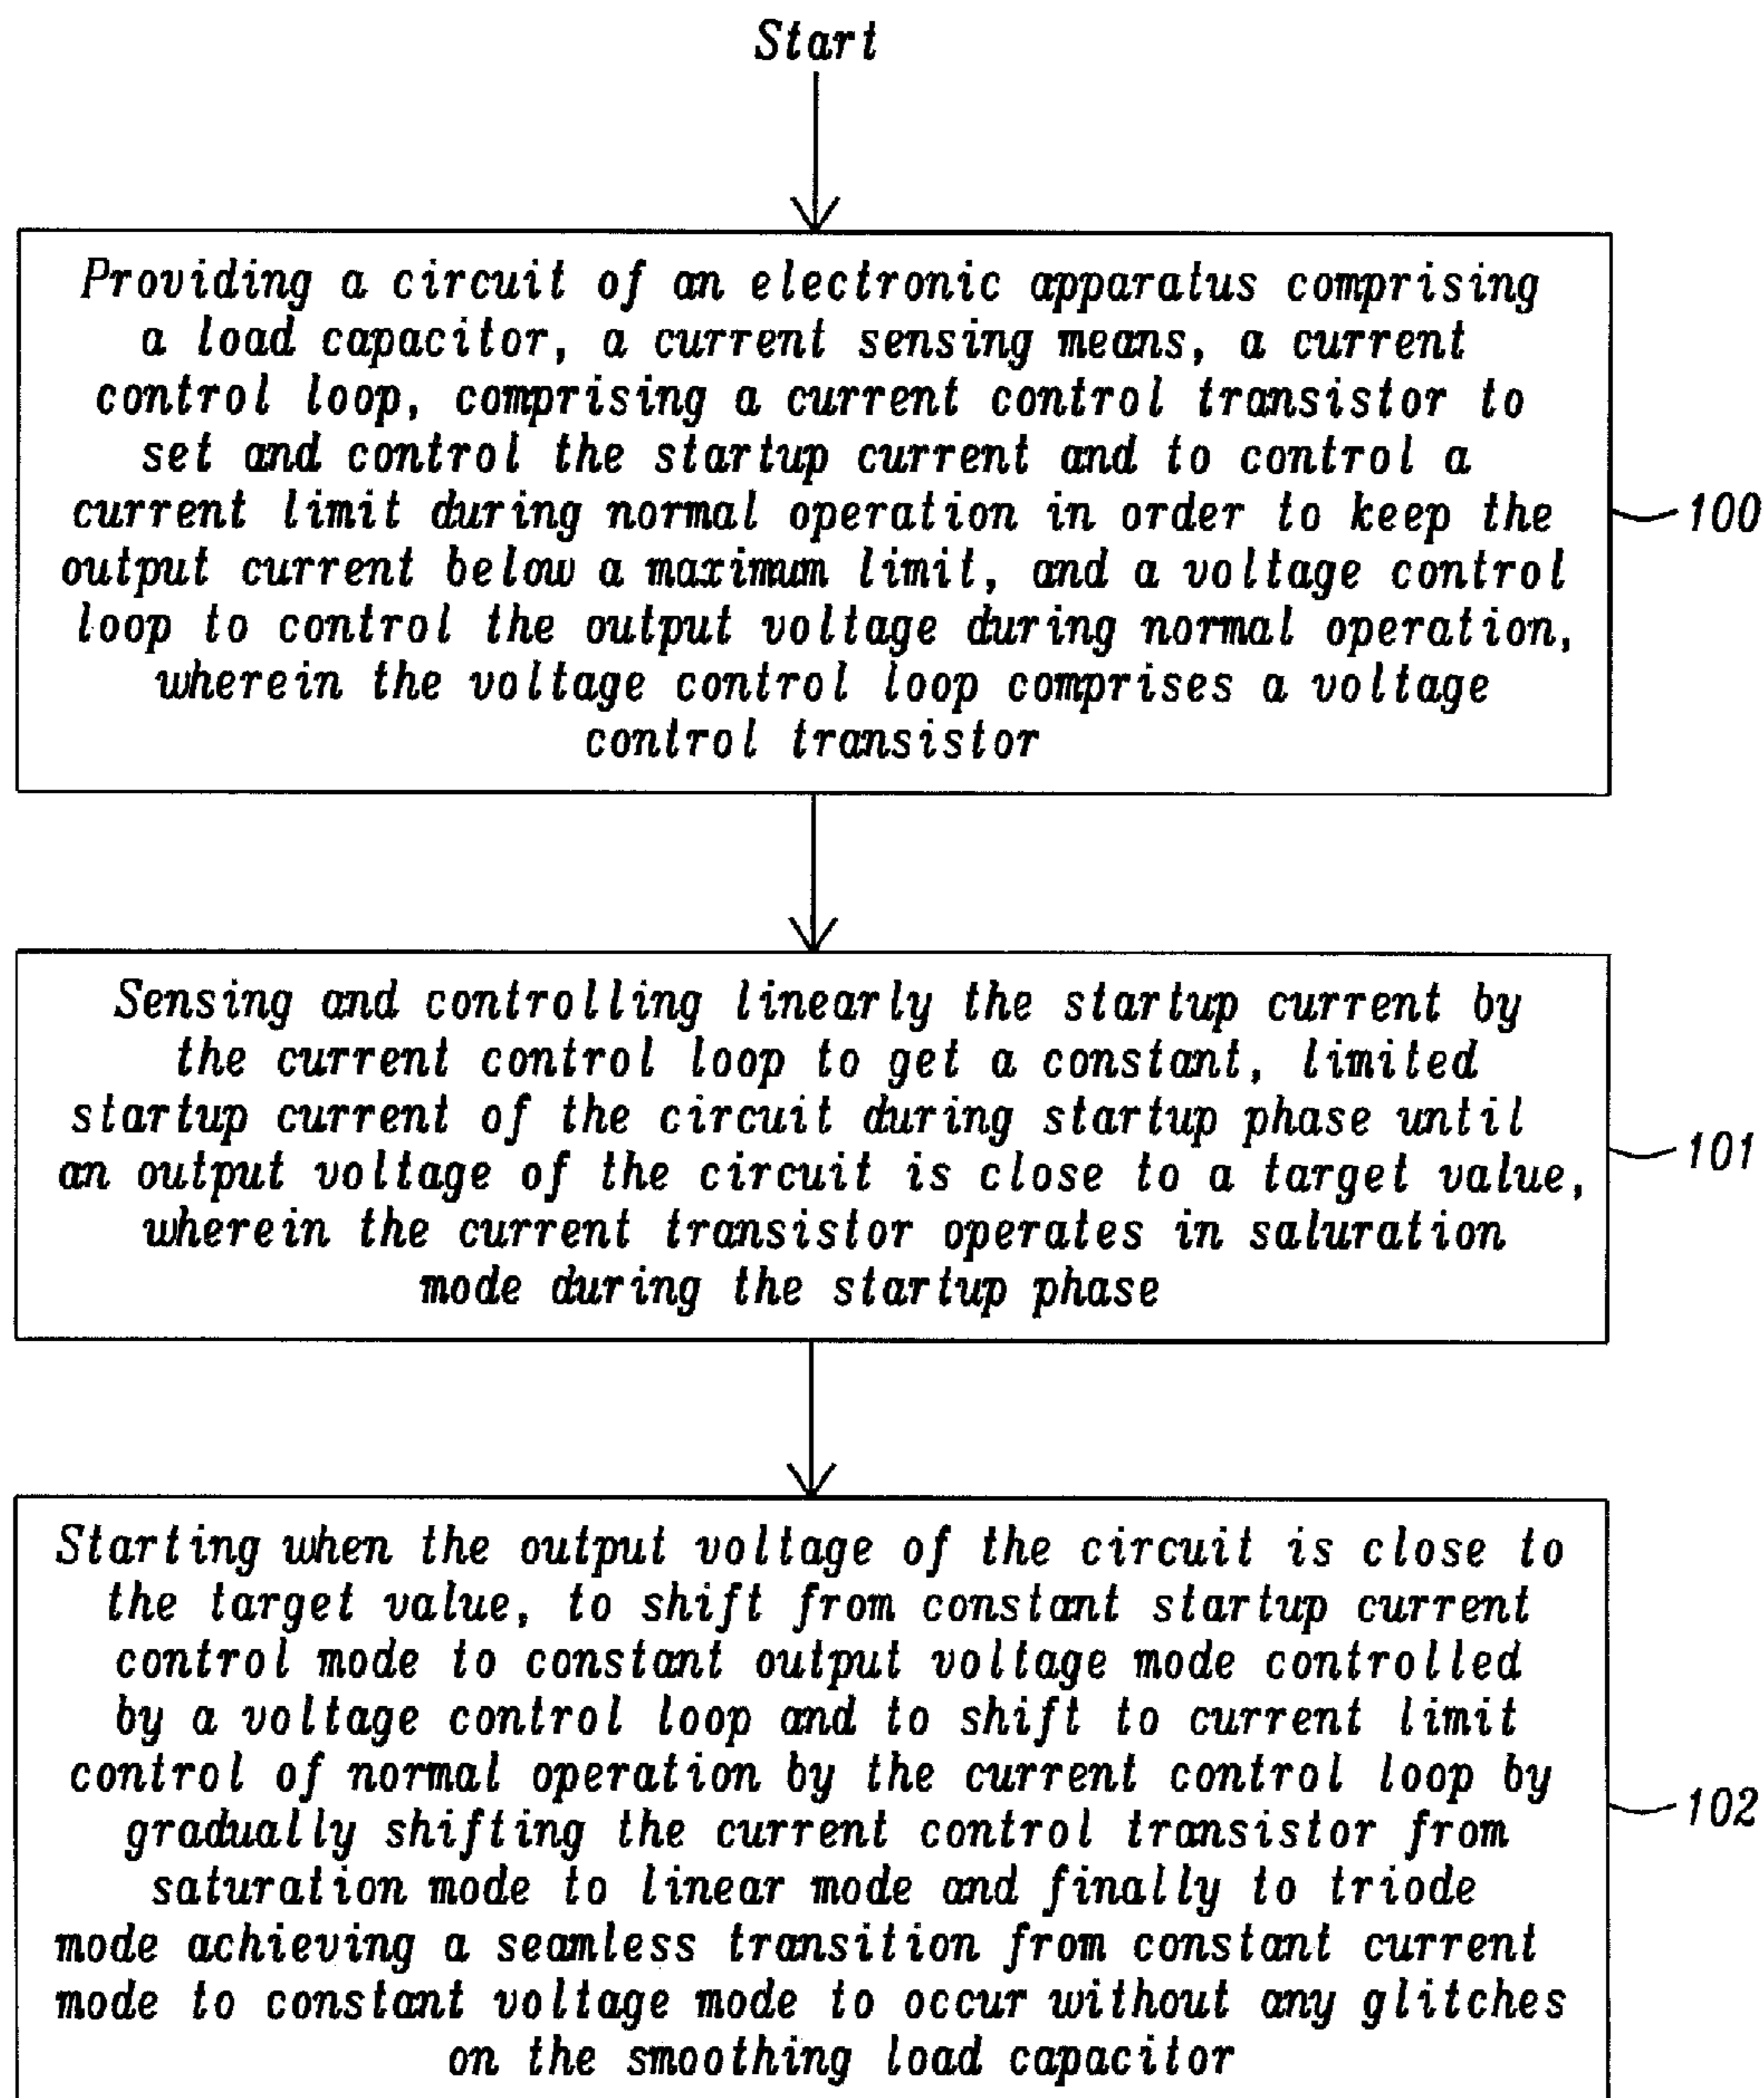 Start
Providing a circuit of an electronic apparatus comprising
a load capacitor, a current sensing means, a current
control loop, comprising a current control transistor to
set and control the startup current and to control a
current limit during normal operation in order to keep the
output current below a maximum limit, and a voltage control
loop to control the output voltage during normal operation,
wherein the voltage control loop comprises a voltage
control transistor
100
Sensing and controlling linearly the startup current by
the current control loop to get a constant, limited
startup current of the circuit during startup phase until
an output voltage of the circuit is close to a target value,
wherein the current transistor operates in saluration
mode during the startup phase
101
Starting when the output voltage of the circuit is close to
the target value, to shift from constant startup current
control mode to constant output voltage mode controlled
by a voltage control loop and to shift to current limit
control of normal operation by the current control loop by
gradually shifting the current control transistor from
saturation mode to linear mode and finally to triode
mode achieving a seamless transition from constant current
mode to constant voltage mode to occur without any glitches
on the smoothing load capacitor
102